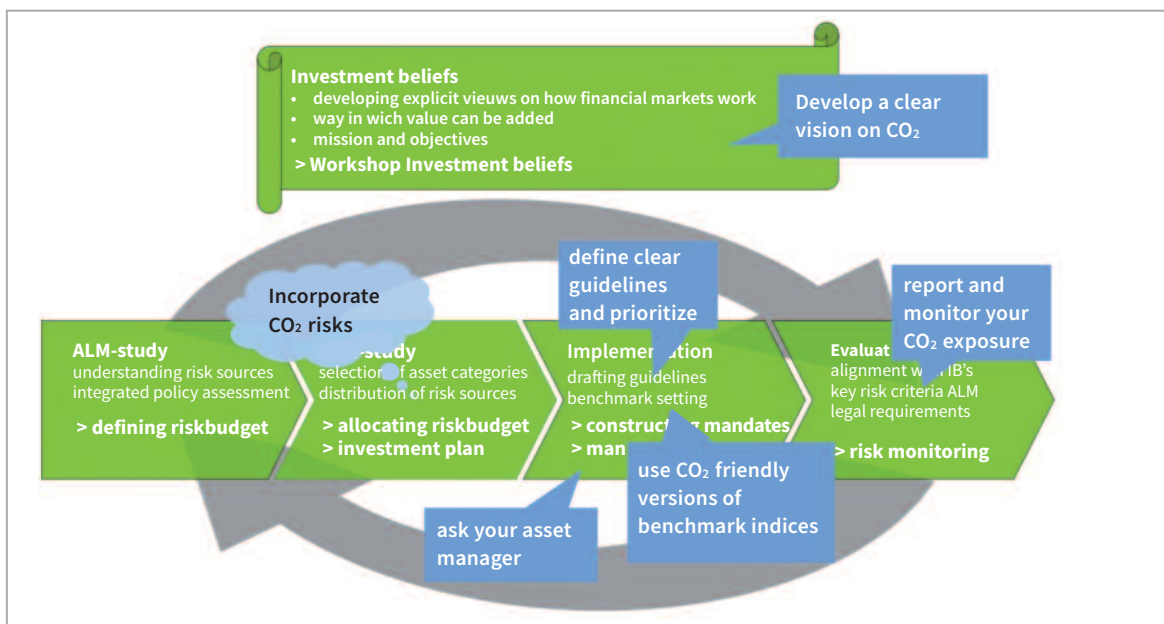 Investment beliefs
• developing explicit vieuws on how financial markets work
• way in wich value can be added
• mission and objectives
> Workshop Investment beliefs
Develop a clear
vision on CO₂
Incorporate
CO₂ risks
define clear
guidelines
and prioritize
report and
monitor your
CO₂ exposure
ALM-study
understanding risk sources
integrated policy assessment
> defining riskbudget
-study
selection of asset categories
distribution of risk sources
> allocating riskbudget
> investment plan
Implementation
drafting guidelines
benchmark setting
> constructing mandates
> man
Evaluat
alignment with IB's
key risk criteria ALM
legal requirements
> risk monitoring
ask your asset
manager
use CO₂ friendly
versions of
benchmark indices